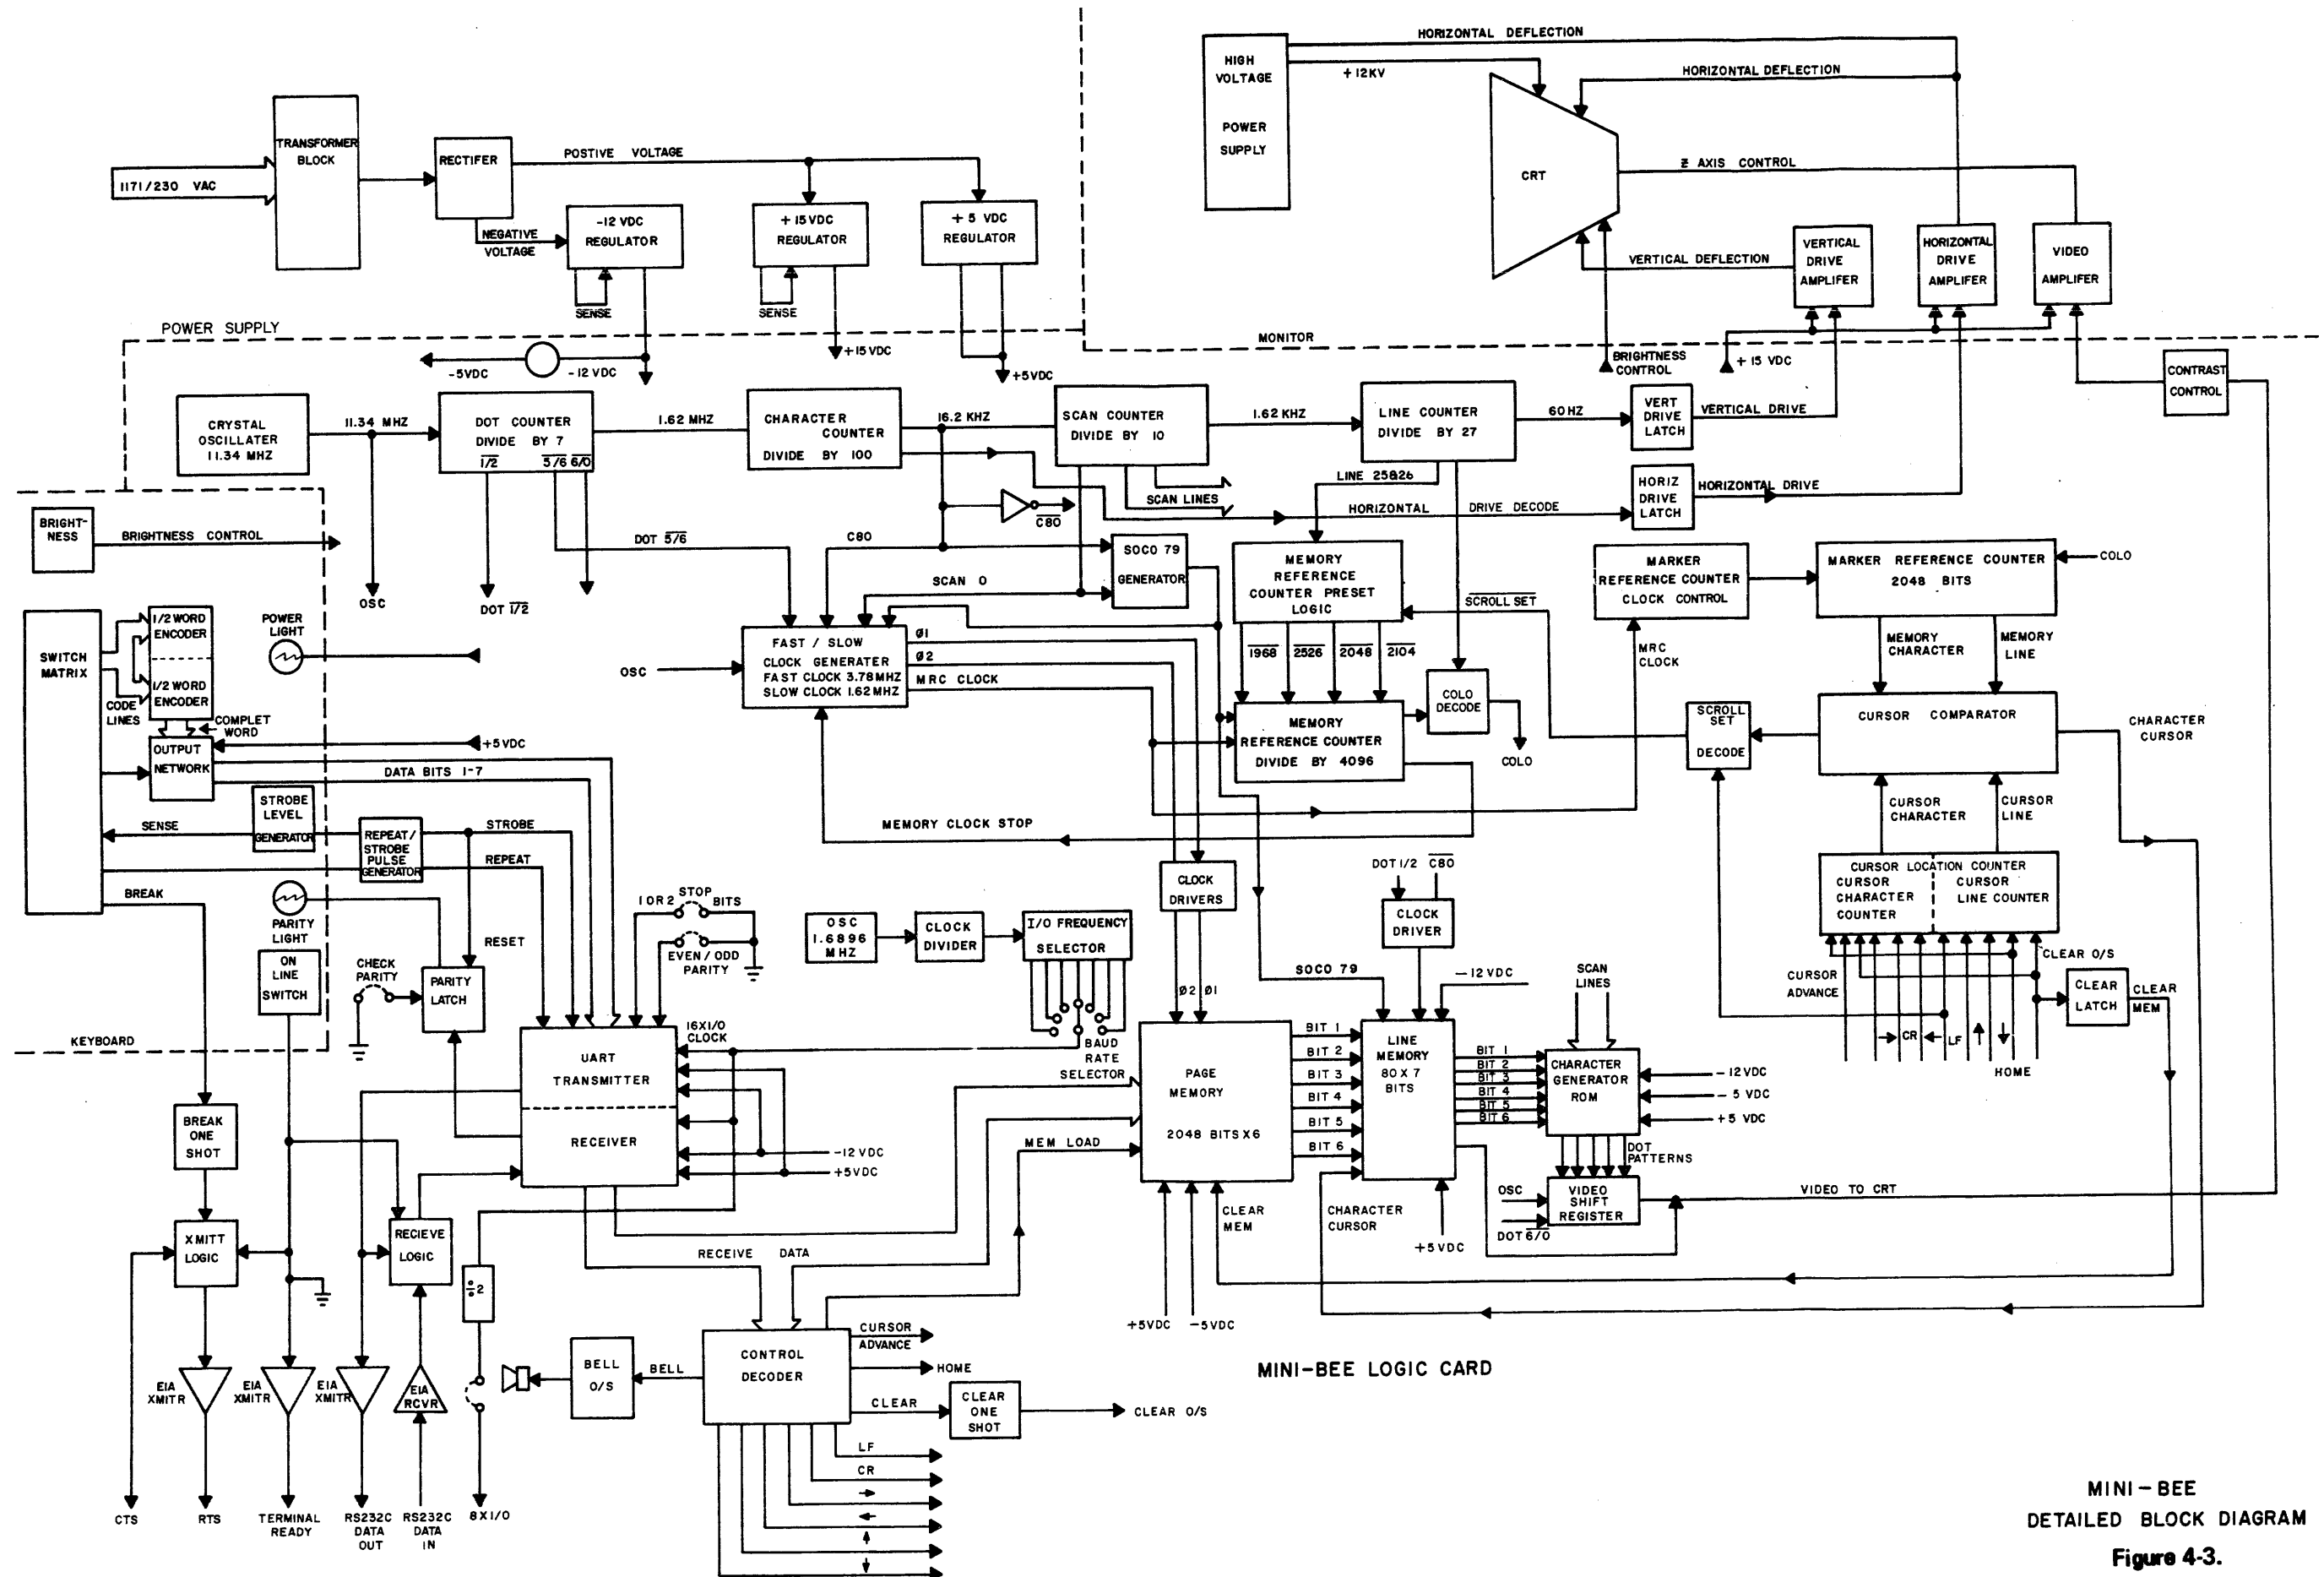 HORIZONTAL DEFLECTION
HIGH
VOLTAGE
POWER
SUPPLY
+12KV
HORIZONTAL DEFLECTION
CRT
Z AXIS CONTROL
VERTICAL DEFLECTION
VERTICAL
DRIVE
AMPLIFER
HORIZONTAL
DRIVE
AMPLIFER
VIDEO
AMPLIFER
MONITOR
BRIGHTNESS
CONTROL
+ 15 VDC
CONTRAST
CONTROL
1171/230 VAC
TRANSFORMER
BLOCK
RECTIFER
POSTIVE VOLTAGE
NEGATIVE
VOLTAGE
-12 VDC
REGULATOR
SENSE
+15VDC
REGULATOR
SENSE
+ 5 VDC
REGULATOR
POWER SUPPLY
-5VDC
-12 VDC
+15VDC
+5VDC
CRYSTAL
OSCILLATER
11.34 MHZ
11.34 MHZ
DOT COUNTER
DIVIDE BY 7
1/2
5/6
6/0
1.62 MHZ
CHARACTER
COUNTER
DIVIDE BY 100
16.2 KHZ
SCAN COUNTER
DIVIDE BY 10
1.62 KHZ
LINE COUNTER
DIVIDE BY 27
60HZ
VERT
DRIVE
LATCH
VERTICAL DRIVE
LINE 25&26
SCAN LINES
HORIZONTAL DRIVE DECODE
HORIZ
DRIVE
LATCH
HORIZONTAL DRIVE
C80
BRIGHT-
NESS
BRIGHTNESS CONTROL
OSC
DOT 1/2
DOT 5/6
C80
SCAN 0
SOCO 79
GENERATOR
MEMORY
REFERENCE
COUNTER PRESET
LOGIC
SCROLL SET
MARKER
REFERENCE COUNTER
CLOCK CONTROL
MARKER REFERENCE COUNTER
2048 BITS
COLO
SWITCH
MATRIX
1/2 WORD
ENCODER
1/2 WORD
ENCODER
CODE
LINES
COMPLET
WORD
POWER
LIGHT
OSC
FAST / SLOW
CLOCK GENERATER
FAST CLOCK 3.78MHZ
SLOW CLOCK 1.62MHZ
Ø1
Ø2
MRC CLOCK
1968
2526
2048
2104
MRC
CLOCK
MEMORY
CHARACTER
MEMORY
LINE
MEMORY
REFERENCE COUNTER
DIVIDE BY 4096
COLO
DECODE
COLO
SCROLL
SET
DECODE
CURSOR COMPARATOR
CHARACTER
CURSOR
OUTPUT
NETWORK
+5VDC
DATA BITS 1-7
STROBE
LEVEL
GENERATOR
SENSE
REPEAT/
STROBE
PULSE
GENERATOR
STROBE
REPEAT
BREAK
MEMORY CLOCK STOP
CURSOR
CHARACTER
CURSOR
LINE
CURSOR LOCATION COUNTER
CURSOR
CHARACTER
COUNTER
CURSOR
LINE COUNTER
PARITY
LIGHT
RESET
ON
LINE
SWITCH
CHECK
PARITY
PARITY
LATCH
KEYBOARD
1 OR 2
STOP
BITS
EVEN/ODD
PARITY
OSC
1.6896
MHZ
CLOCK
DIVIDER
I/O FREQUENCY
SELECTOR
BAUD
RATE
SELECTOR
CLOCK
DRIVERS
DOT 1/2
C80
CLOCK
DRIVER
SOCO 79
-12VDC
SCAN
LINES
CURSOR
ADVANCE
CR
LF
HOME
CLEAR O/S
CLEAR
LATCH
CLEAR
MEM
16X1/0
CLOCK
UART
TRANSMITTER
RECEIVER
-12 VDC
+5VDC
Ø2
Ø1
PAGE
MEMORY
2048 BITS X6
BIT 1
BIT 2
BIT 3
BIT 4
BIT 5
BIT 6
LINE
MEMORY
80 X 7
BITS
BIT 1
BIT 2
BIT 3
BIT 4
BIT 5
BIT 6
CHARACTER
GENERATOR
ROM
-12VDC
- 5 VDC
+5 VDC
DOT
PATTERNS
OSC
VIDEO
SHIFT
REGISTER
DOT 6/0
VIDEO TO CRT
MEM LOAD
CLEAR
MEM
CHARACTER
CURSOR
+5VDC
+5VDC
-5VDC
BREAK
ONE
SHOT
XMITT
LOGIC
RECIEVE
LOGIC
÷2
RECEIVE DATA
EIA
XMITR
EIA
XMITR
EIA
XMITR
EIA
RCVR
BELL
O/S
BELL
CONTROL
DECODER
CURSOR
ADVANCE
HOME
CLEAR
CLEAR
ONE
SHOT
CLEAR O/S
LF
CR
CTS
RTS
TERMINAL
READY
RS232C
DATA
OUT
RS232C
DATA
IN
8X1/0
MINI-BEE LOGIC CARD
MINI-BEE
DETAILED BLOCK DIAGRAM
Figure 4-3.